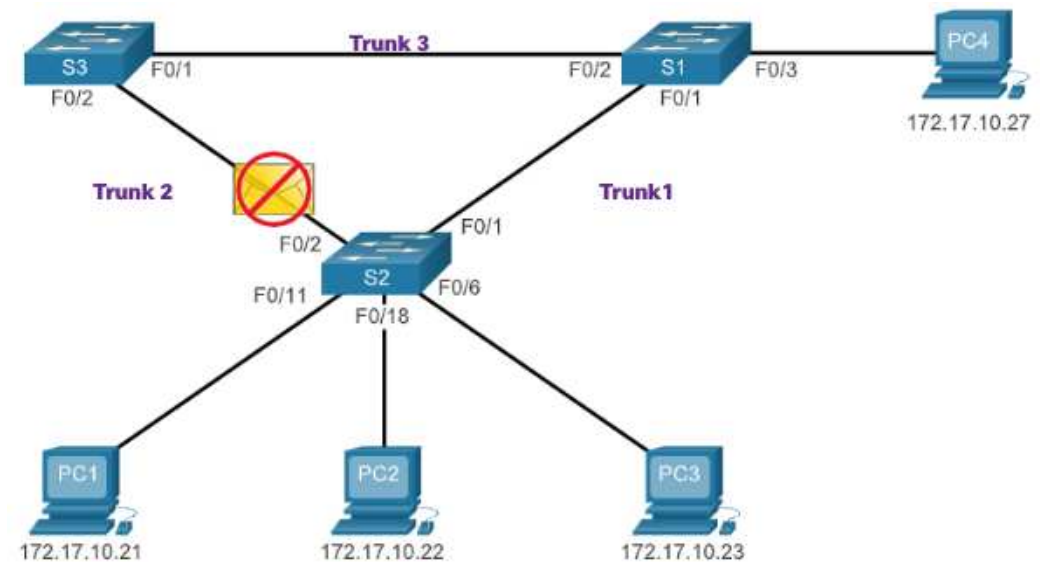 Trunk 3
S3
F0/1
F0/2
S1
F0/3
PC4
F0/2
F0/1
172.17.10.27
Trunk 2
Trunk1
F0/1
F0/2
S2
F0/11
F0/6
F0/18
PC1
PC2
PC3
172.17.10.21
172.17.10.22
172.17.10.23